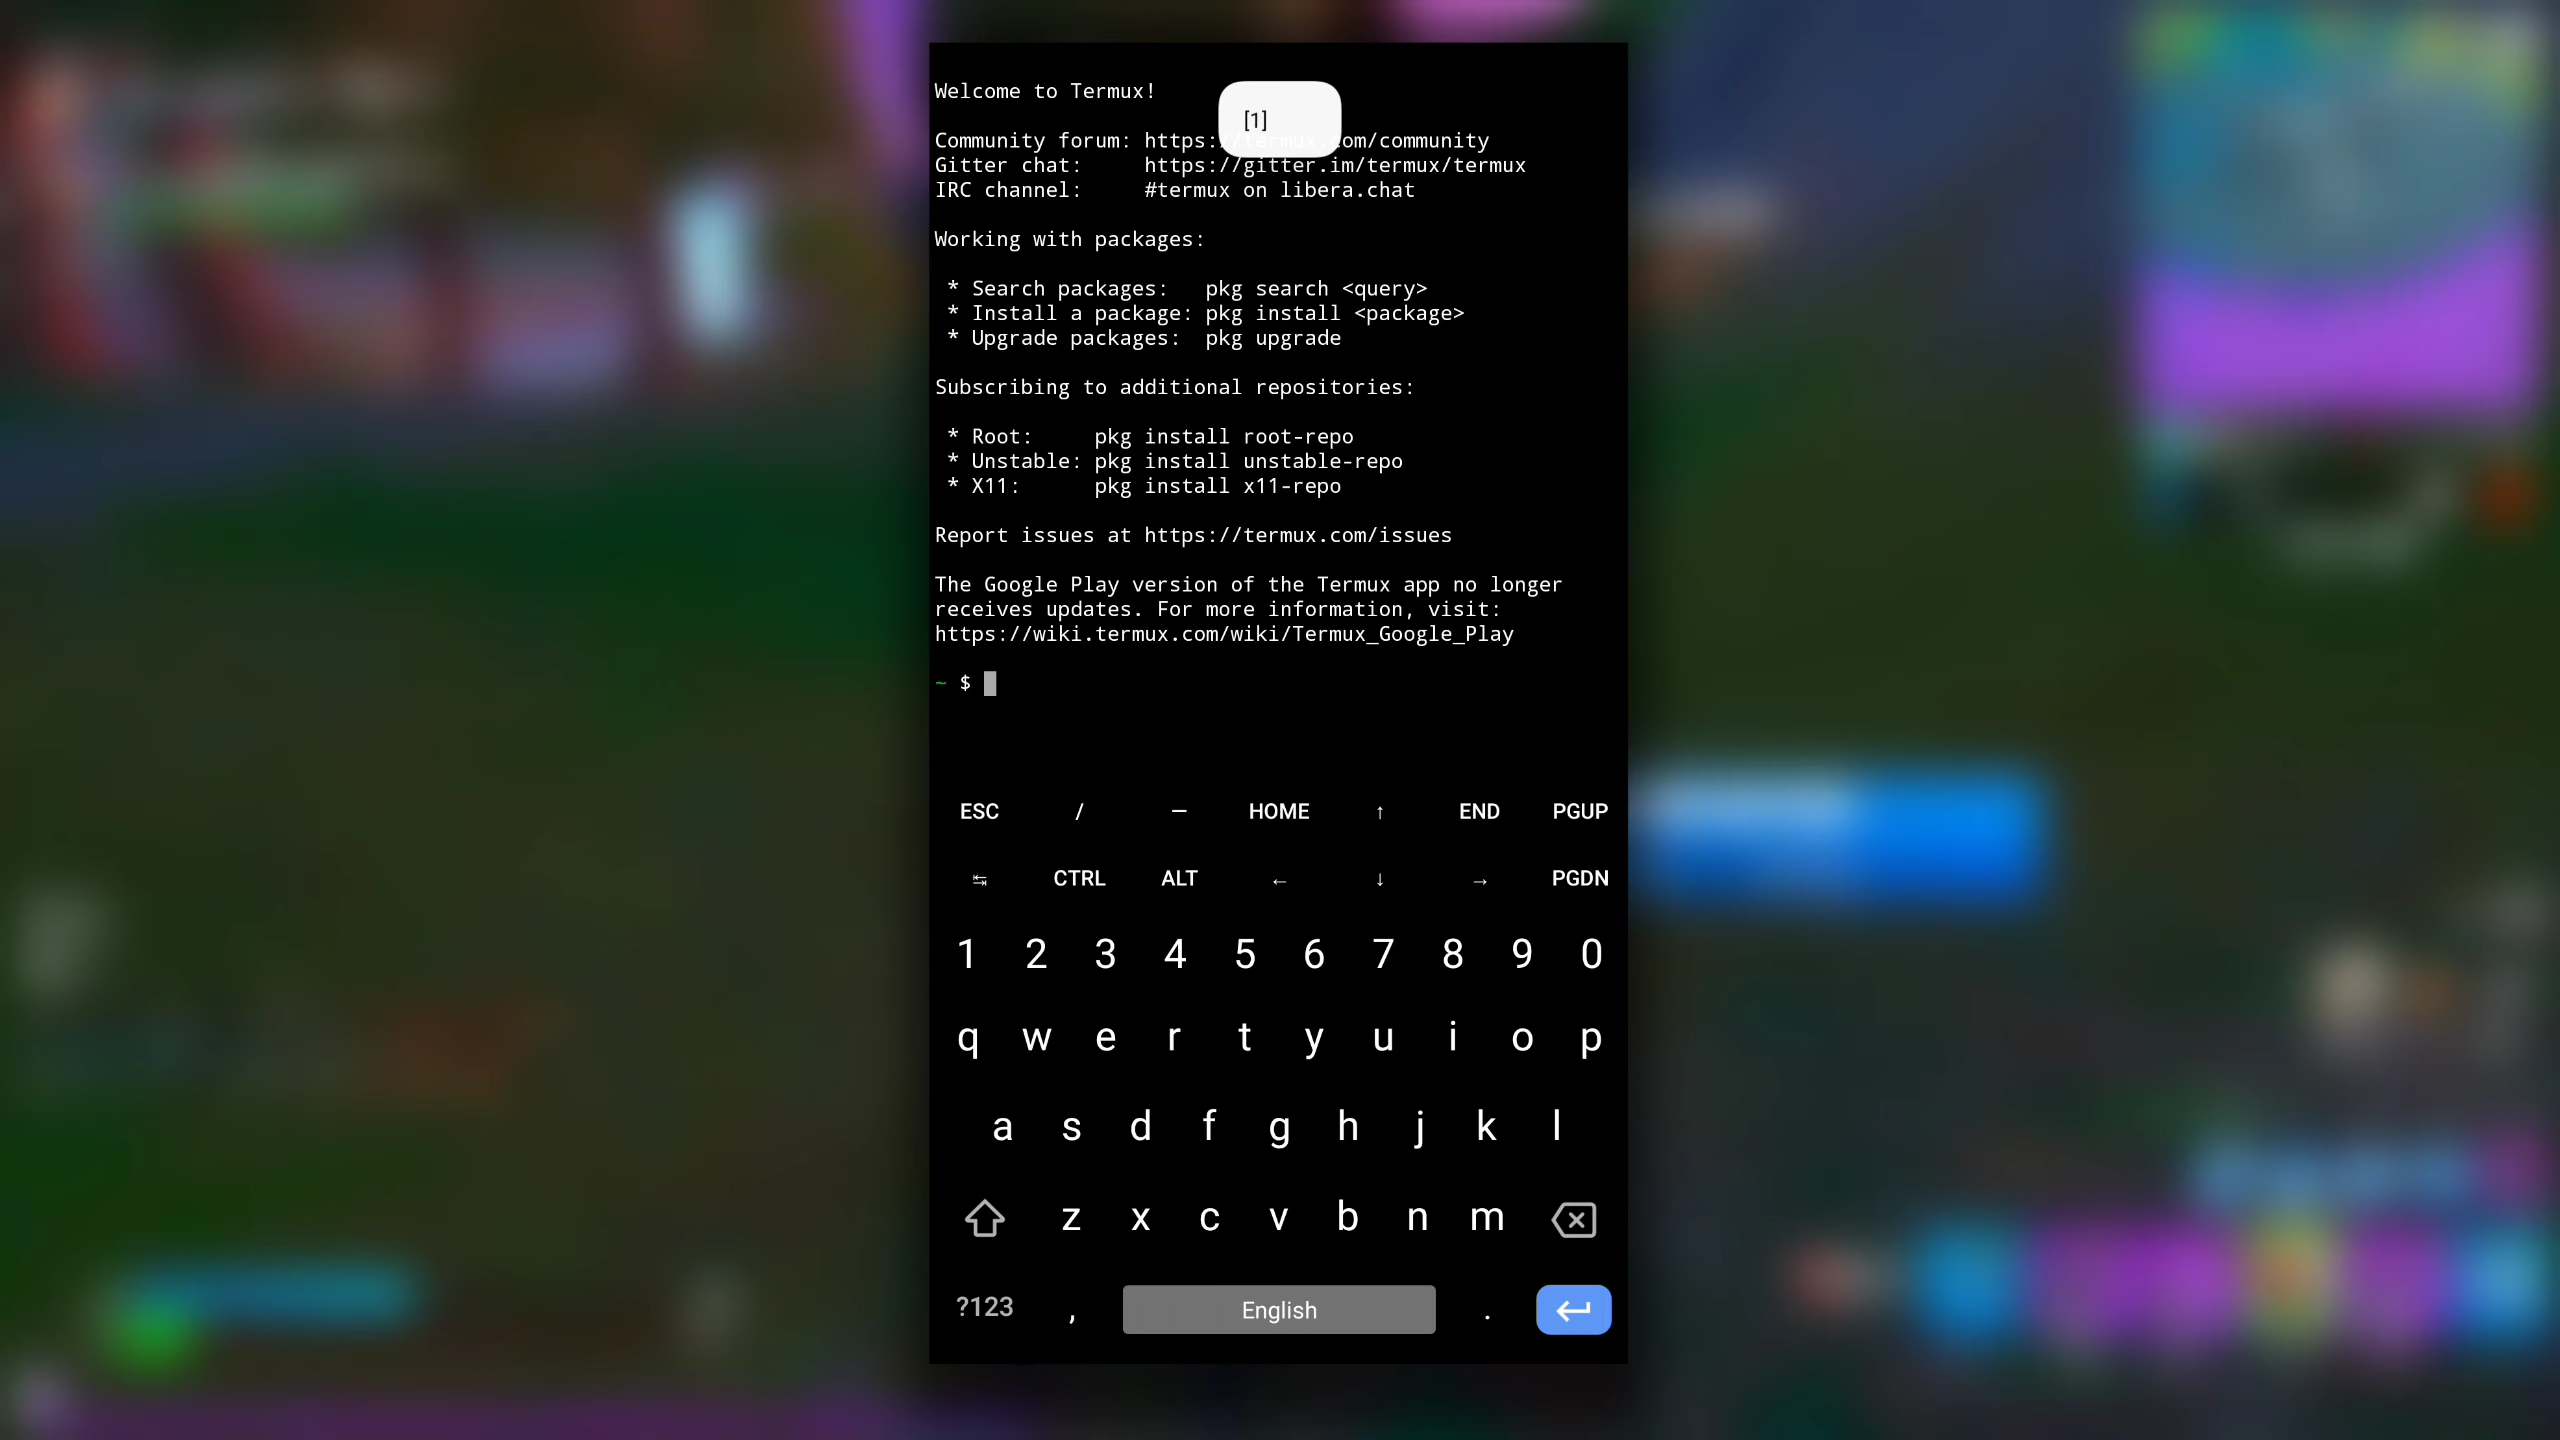 Welcome to Termux!
[1]
Community forum: https://termux.com/community
Gitter chat:     https://gitter.im/termux/termux
IRC channel:     #termux on libera.chat
Working with packages:
* Search packages:   pkg search <query>
* Install a package: pkg install <package>
* Upgrade packages:  pkg upgrade
Subscribing to additional repositories:
* Root:     pkg install root-repo
* Unstable: pkg install unstable-repo
* X11:      pkg install x11-repo
Report issues at https://termux.com/issues
The Google Play version of the Termux app no longer
receives updates. For more information, visit:
https://wiki.termux.com/wiki/Termux_Google_Play
~ $
ESC / — HOME ↑ END PGUP
↹ CTRL ALT ← ↓ → PGDN
1 2 3 4 5 6 7 8 9 0
q w e r t y u i o p
a s d f g h j k l
z x c v b n m
?123 , English .